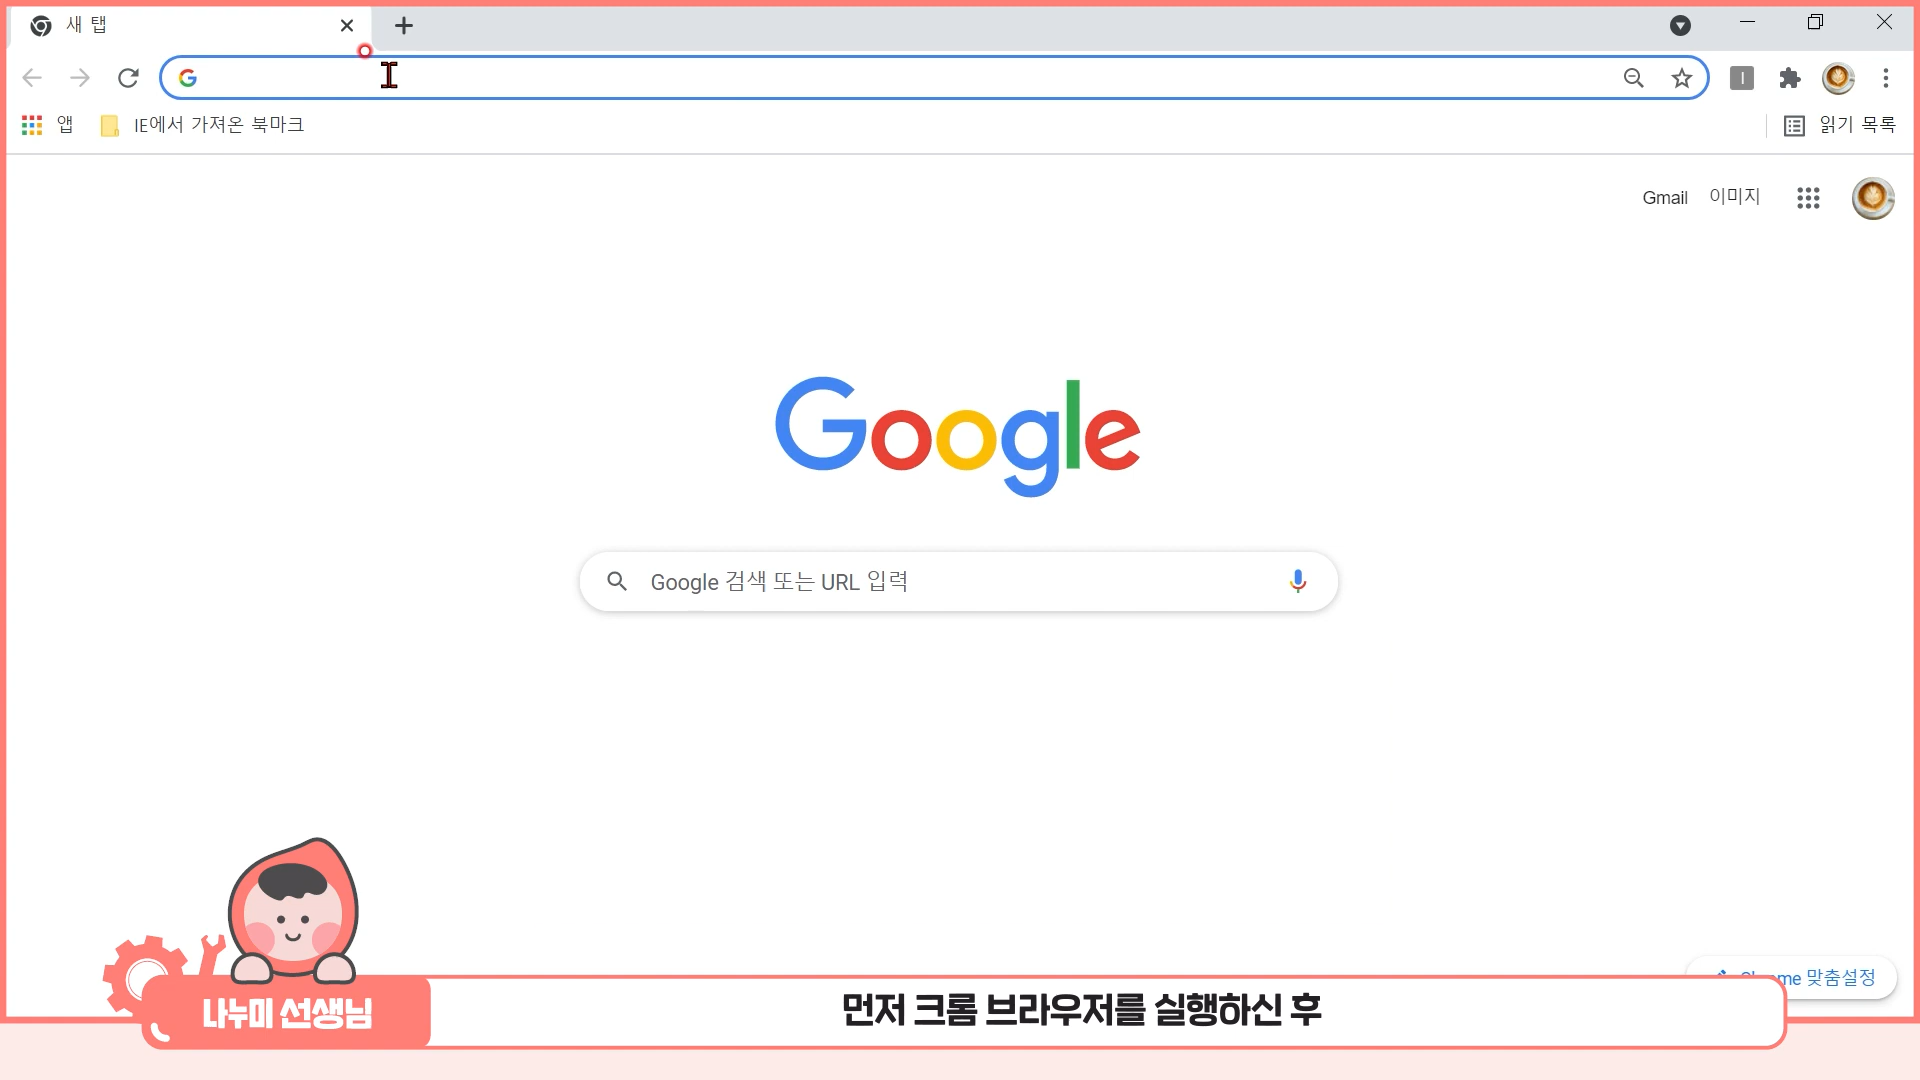 새 탭
앱
IE에서 가져온 북마크
읽기 목록
Gmail 이미지
Google
Google 검색 또는 URL 입력
맞춤설정
나누미 선생님
먼저 크롬 브라우저를 실행하신 후